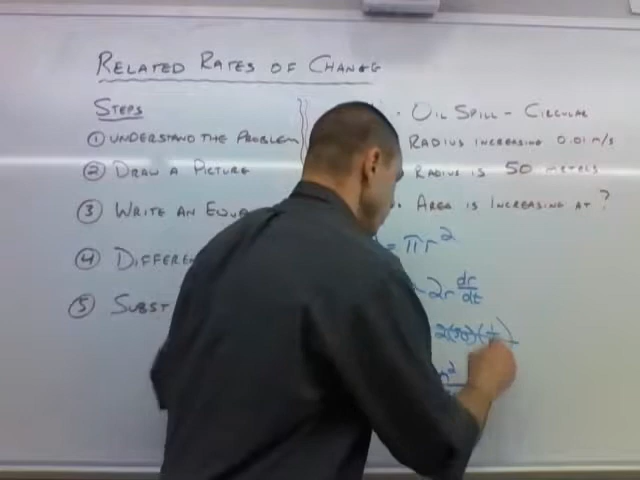 RELATED RATES OF CHANGE
STEPS
① UNDERSTAND THE PROBLEM
② DRAW A PICTURE
③ WRITE AN EQUA
④ DIFFEREN
⑤ SUBST
• OIL SPILL - CIRCULAR
RADIUS INCREASING 0.01 m/s
RADIUS IS 50 METERS
• AREA IS INCREASING AT ?
= πr²
2r dr/dt